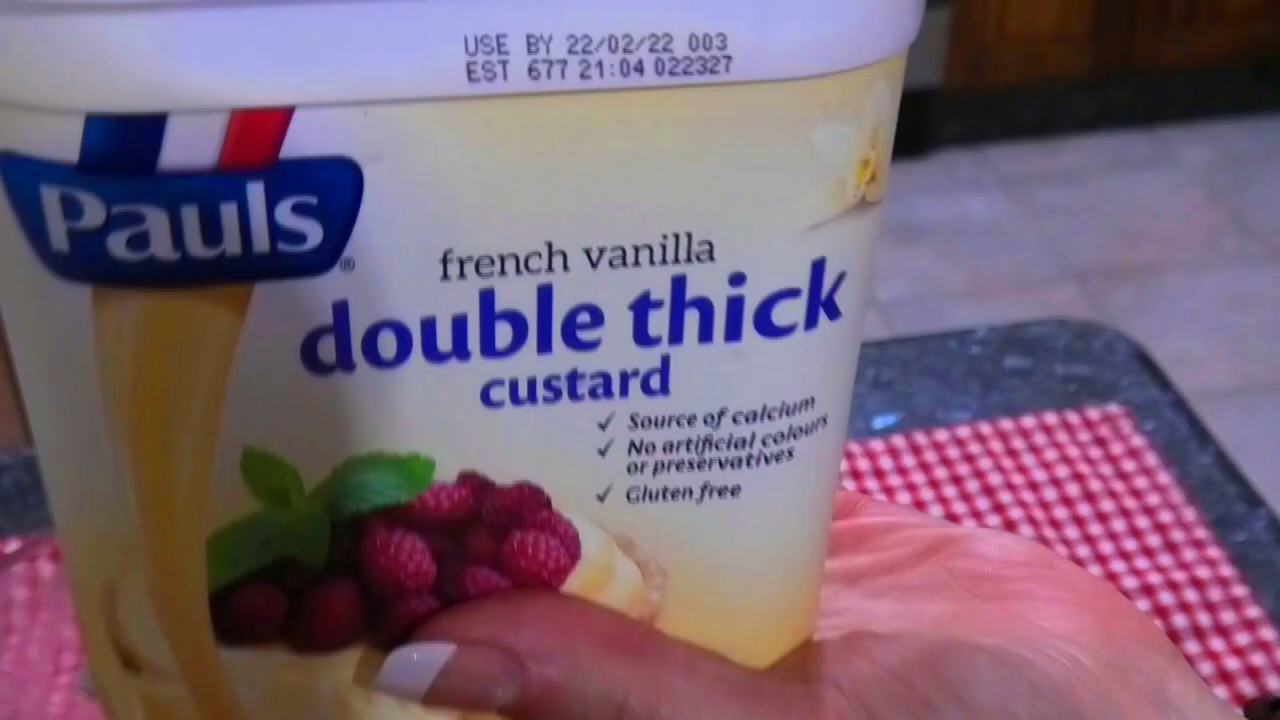 USE BY 22/02/22 003
EST 677 21:04 022327
Pauls
®
french vanilla
double thick
custard
✓ Source of calcium
✓ No artificial colours
or preservatives
✓ Gluten free